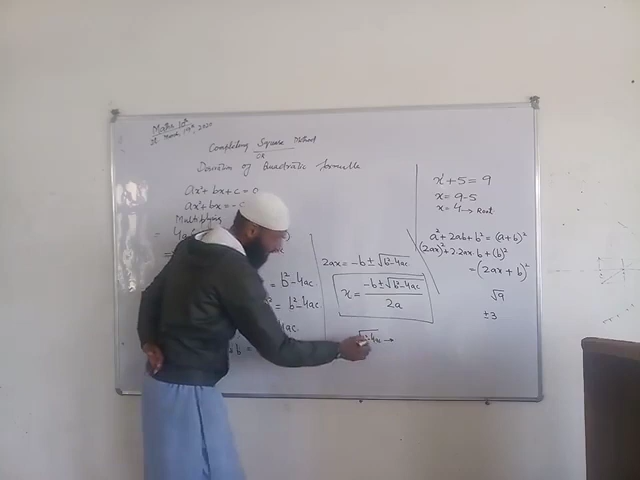 Maths 10th
Completing Square Method
OR
Derivation of Quadratic formula
ax² + bx + c = 0
ax² + bx = -c
Multiplying
= b² - 4ac
= b² - 4ac
4ac
+ b =
2ax = -b ± √b² - 4ac
x = -b ± √b² - 4ac / 2a
√b² - 4ac →
x + 5 = 9
x = 9 - 5
x = 4 → Root
a² + 2ab + b² = (a + b)²
(2ax)² + 2·2ax·b + (b)²
= (2ax + b)²
√9
± 3